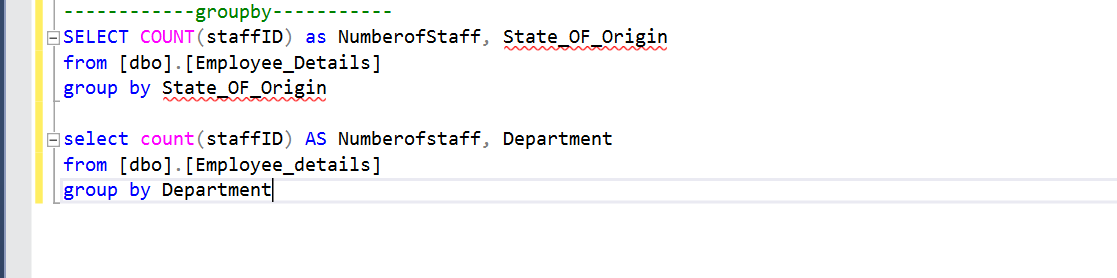 ------------groupby-----------
SELECT COUNT(staffID) as NumberofStaff, State_OF_Origin
from [dbo].[Employee_Details]
group by State_OF_Origin
select count(staffID) AS Numberofstaff, Department
from [dbo].[Employee_details]
group by Department